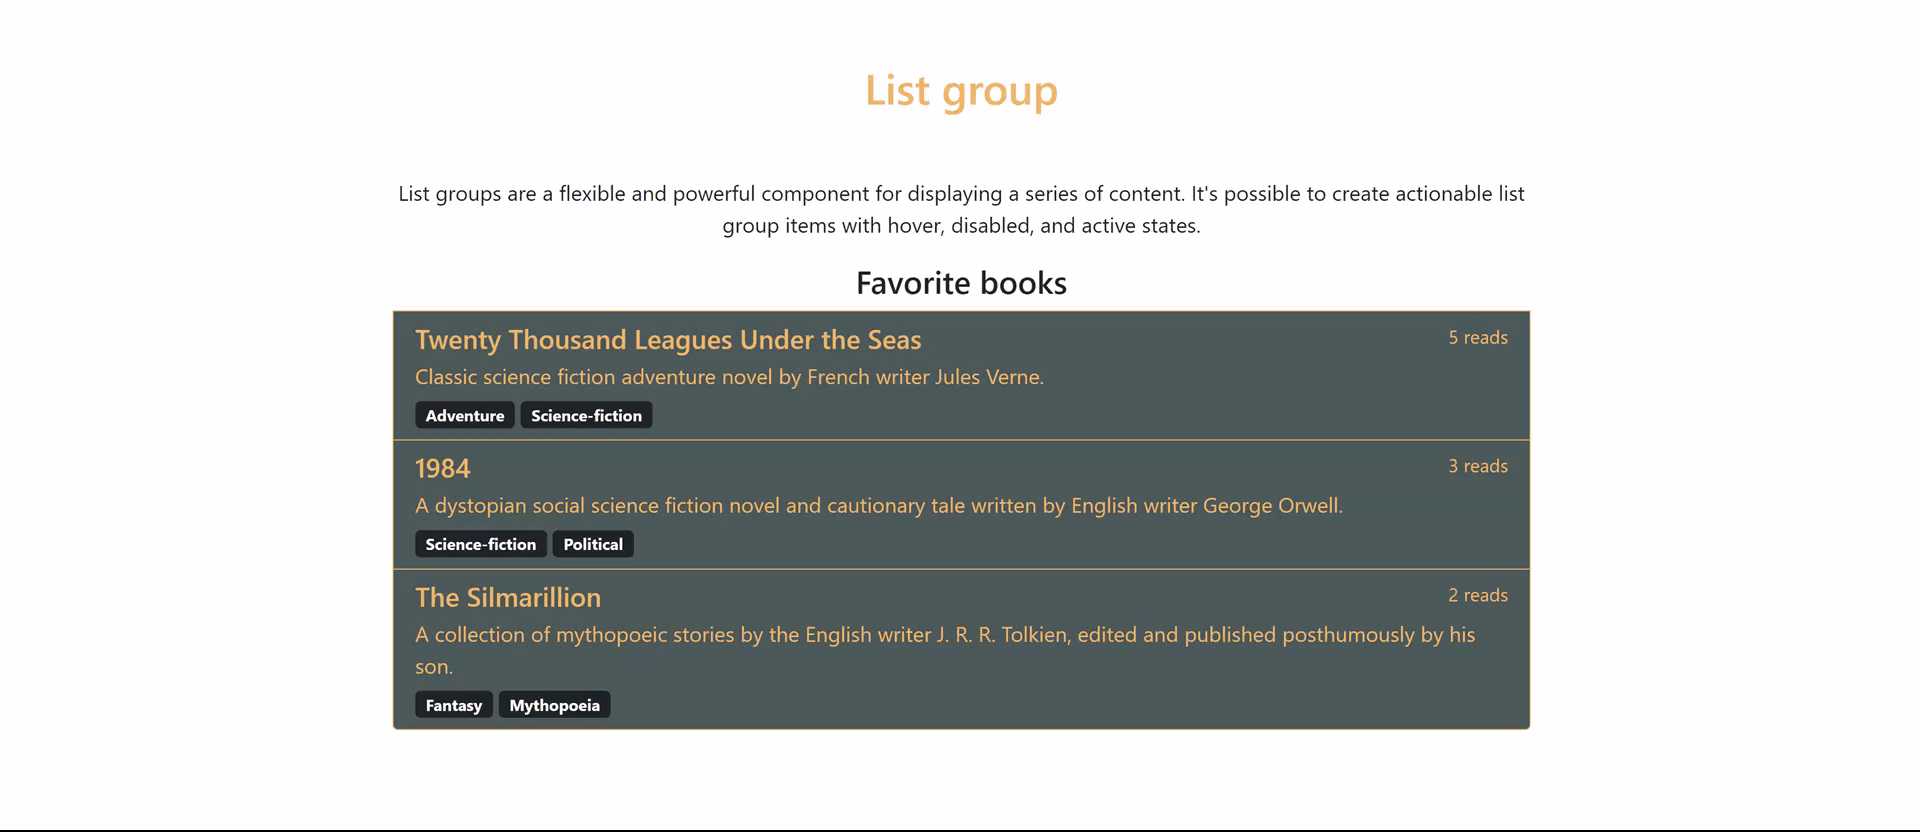 List group
List groups are a flexible and powerful component for displaying a series of content. It's possible to create actionable list
group items with hover, disabled, and active states.
Favorite books
Twenty Thousand Leagues Under the Seas
5 reads
Classic science fiction adventure novel by French writer Jules Verne.
Adventure Science-fiction
1984
3 reads
A dystopian social science fiction novel and cautionary tale written by English writer George Orwell.
Science-fiction Political
The Silmarillion
2 reads
A collection of mythopoeic stories by the English writer J. R. R. Tolkien, edited and published posthumously by his
son.
Fantasy Mythopoeia